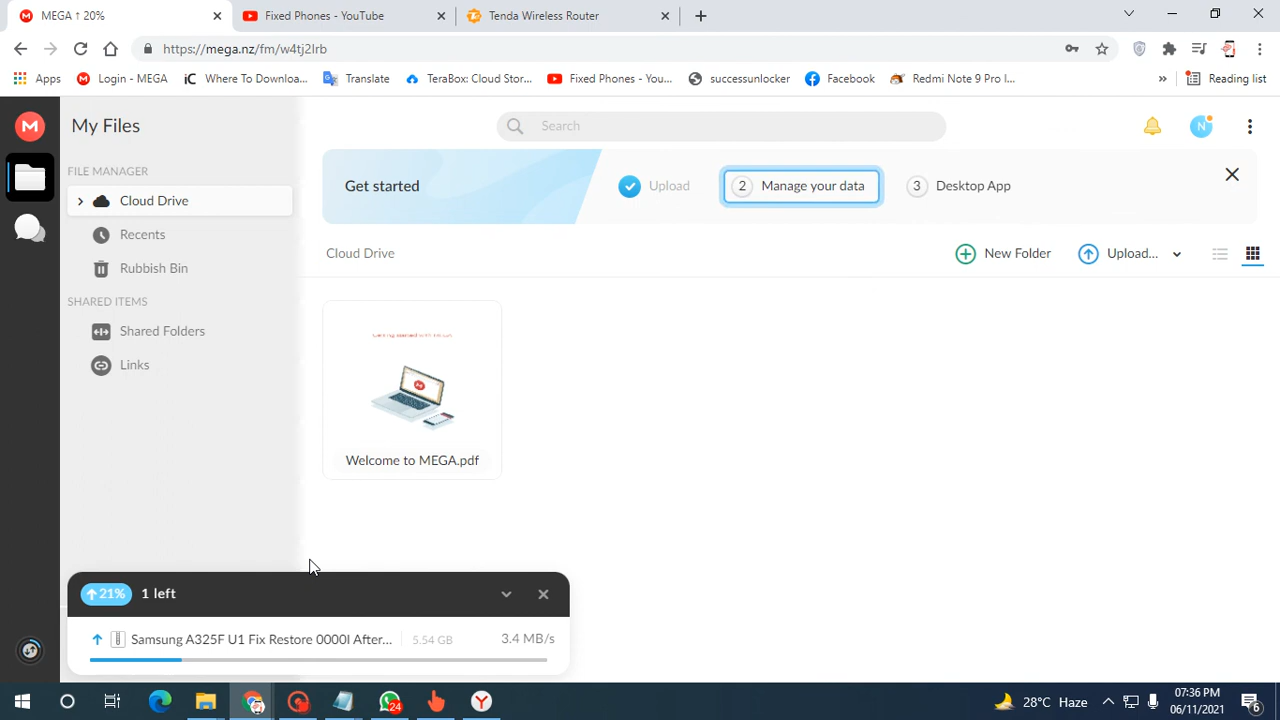 MEGA ↑ 20%
Fixed Phones - YouTube
Tenda Wireless Router
https://mega.nz/fm/w4tj2lrb
Apps
Login - MEGA
iC Where To Downloa...
Translate
TeraBox: Cloud Stor...
Fixed Phones - You...
successunlocker
Facebook
Redmi Note 9 Pro I...
»
Reading list
M
My Files
Search
N
FILE MANAGER
Cloud Drive
Recents
Rubbish Bin
SHARED ITEMS
Shared Folders
Links
Get started
Upload
2 Manage your data
3 Desktop App
Cloud Drive
New Folder
Upload...
Welcome to MEGA.pdf
↑ 21% 1 left
Samsung A325F U1 Fix Restore 0000I After... 5.54 GB 3.4 MB/s
24
28°C Haze
07:36 PM
06/11/2021
6